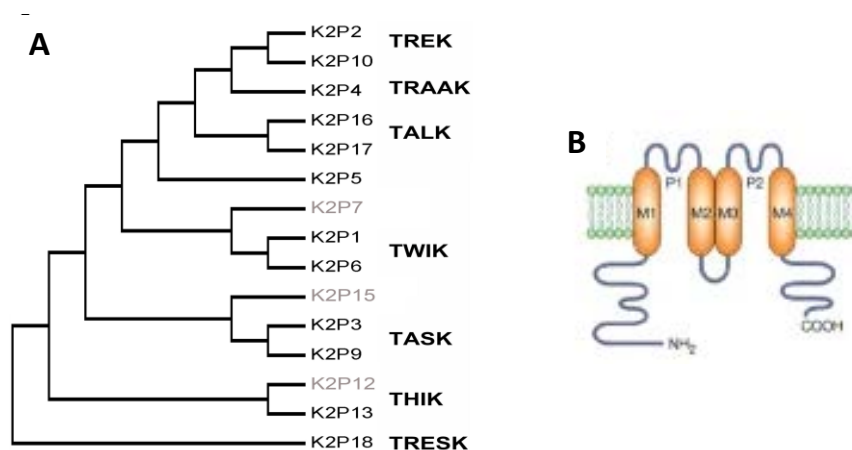 A
K2P2
TREK
K2P10
K2P4
TRAAK
K2P16
TALK
K2P17
K2P5
K2P7
K2P1
TWIK
K2P6
K2P15
K2P3
TASK
K2P9
K2P12
THIK
K2P13
K2P18 TRESK
B
P1 P2
M1 M2 M3 M4
COOH
NH2